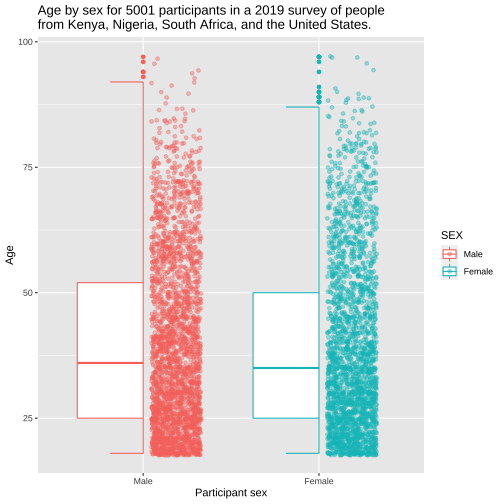 Age by sex for 5001 participants in a 2019 survey of people
from Kenya, Nigeria, South Africa, and the United States.
100
75
50
25
Age
Male
Female
Participant sex
SEX
Male
Female